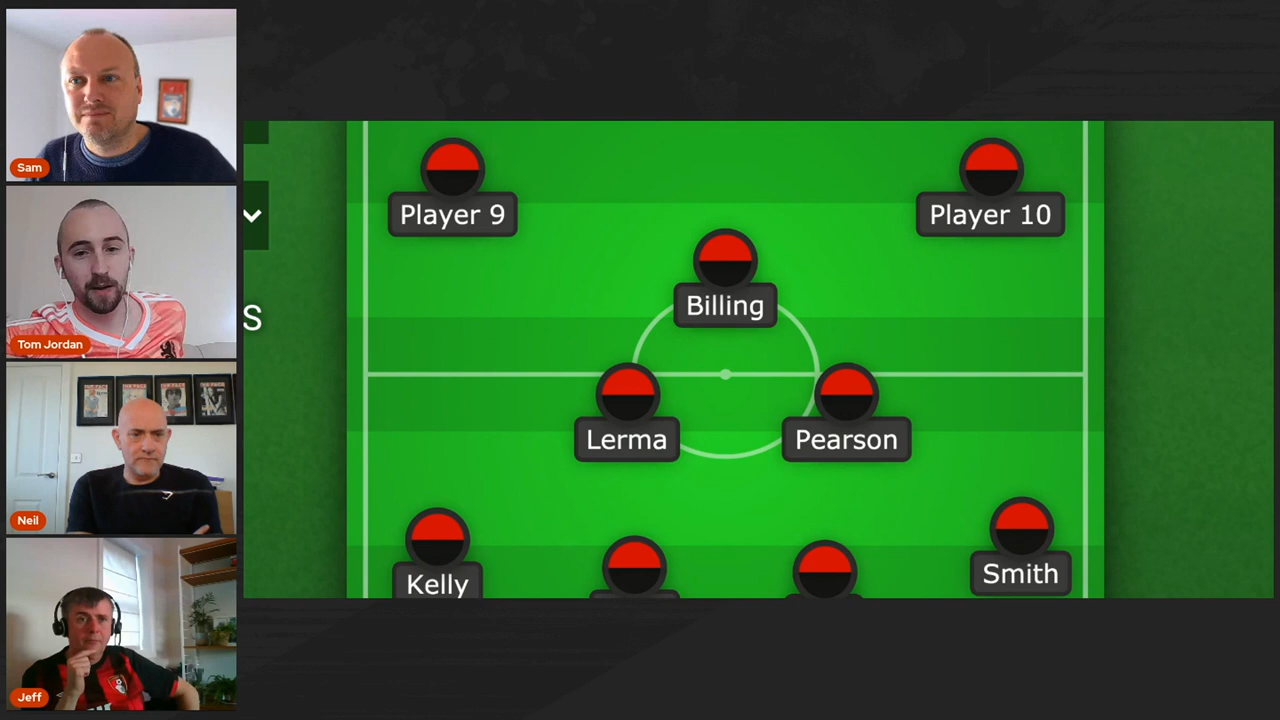 Sam
Tom Jordan
Neil
Jeff
S
Player 9
Player 10
Billing
Lerma
Pearson
Kelly
Smith